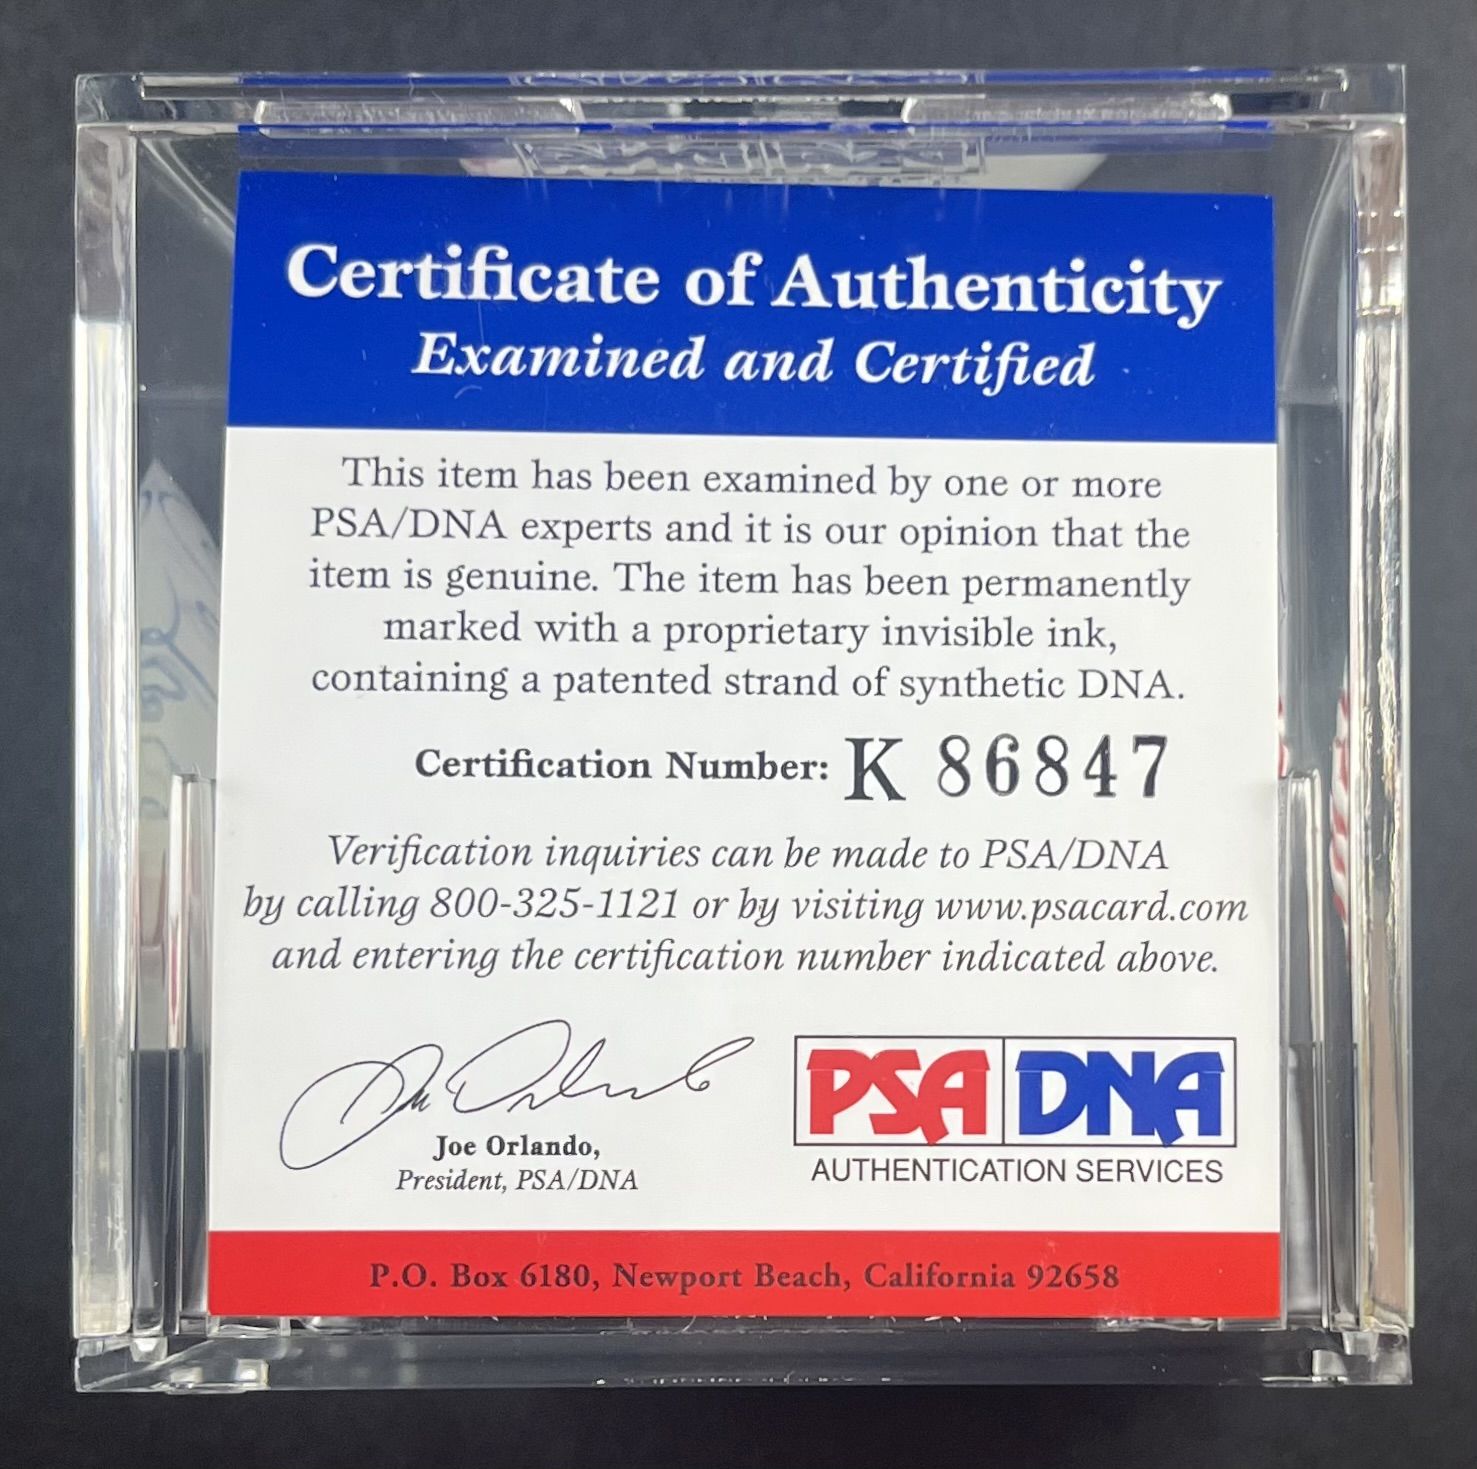 Certificate of Authenticity
Examined and Certified
This item has been examined by one or more
PSA/DNA experts and it is our opinion that the
item is genuine. The item has been permanently
marked with a proprietary invisible ink,
containing a patented strand of synthetic DNA.
Certification Number: K 86847
Verification inquiries can be made to PSA/DNA
by calling 800-325-1121 or by visiting www.psacard.com
and entering the certification number indicated above.
Joe Orlando,
President, PSA/DNA
PSA DNA
AUTHENTICATION SERVICES
P.O. Box 6180, Newport Beach, California 92658